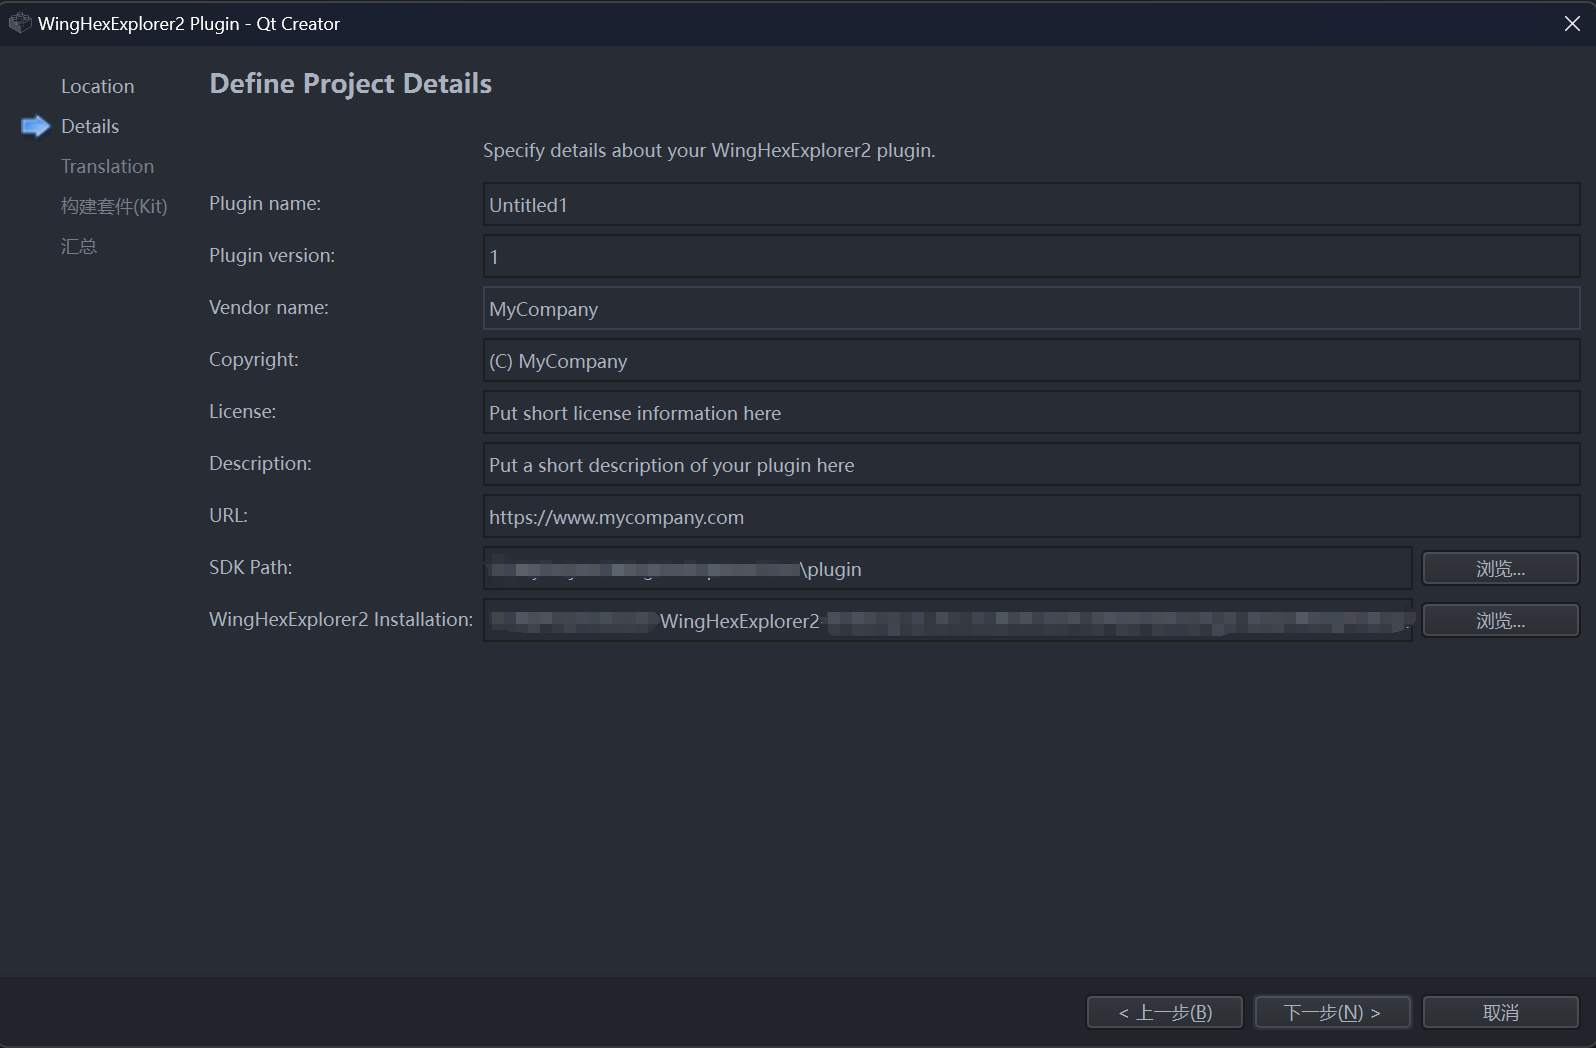 WingHexExplorer2 Plugin - Qt Creator
Location
Details
Translation
构建套件(Kit)
汇总
Define Project Details
Specify details about your WingHexExplorer2 plugin.
Plugin name: Untitled1
Plugin version: 1
Vendor name: MyCompany
Copyright: (C) MyCompany
License: Put short license information here
Description: Put a short description of your plugin here
URL: https://www.mycompany.com
SDK Path: \plugin 浏览...
WingHexExplorer2 Installation: WingHexExplorer2 浏览...
< 上一步(B) 下一步(N) > 取消